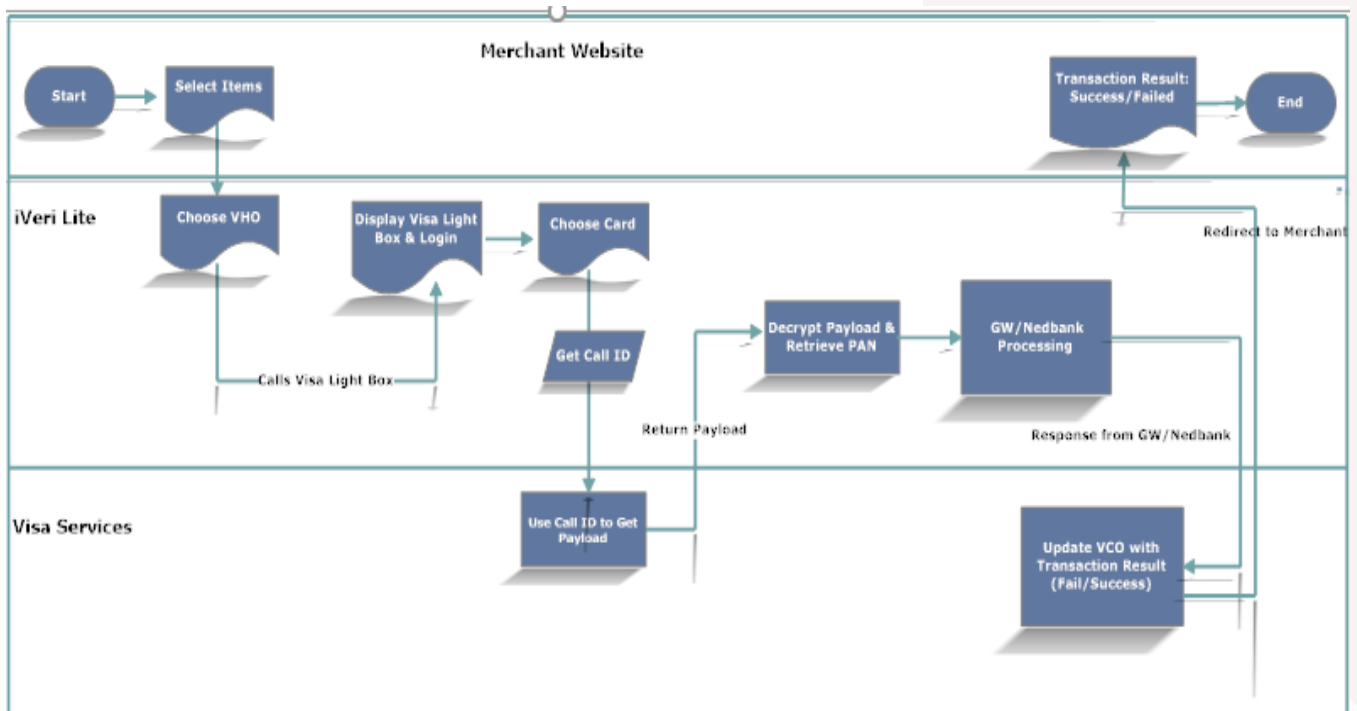 Merchant Website
Start
Select Items
Transaction Result:
Success/Failed
End
iVeri Lite
Choose VHO
Display Visa Light
Box & Login
Choose Card
Redirect to Merchant
Get Call ID
Decrypt Payload &
Retrieve PAN
GW/Nedbank
Processing
Calls Visa Light Box
Return Payload
Response from GW/Nedbank
Visa Services
Use Call ID to Get
Payload
Update VCO with
Transaction Result
(Fail/Success)